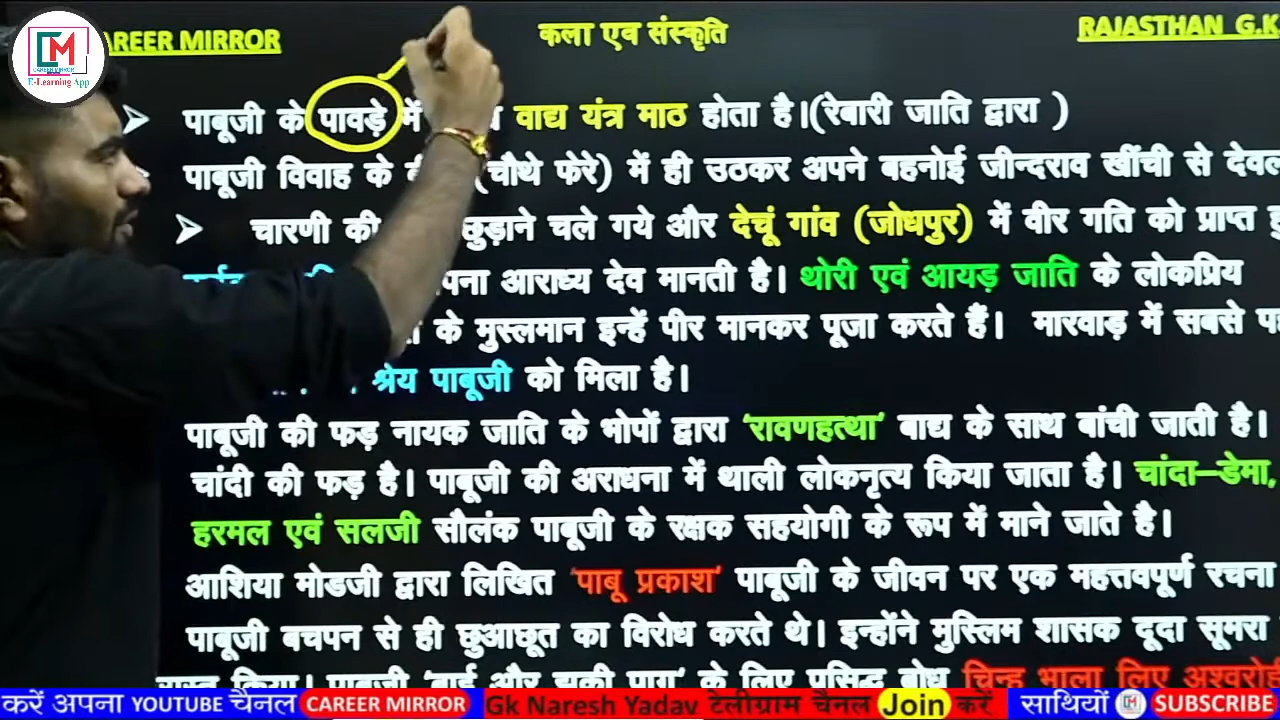 CAREER MIRROR
E-Learning App
AREER MIRROR
कला एव संस्कृति
RAJASTHAN G.K
पाबूजी के पावड़े में वाद्य यंत्र माठ होता है।(रेबारी जाति द्वारा )
पाबूजी विवाह के (चौथे फेरे) में ही उठकर अपने बहनोई जीन्दराव खींची से
चारणी की छुड़ाने चले गये और देचूं गांव (जोधपुर) में वीर गति को प्राप्त
आराध्य देव मानती है। थोरी एवं आयड़ जाति के लोकप्रिय
के मुस्लमान इन्हें पीर मानकर पूजा करते हैं। मारवाड़ में सबसे
श्रेय पाबूजी को मिला है।
पाबूजी की फड़ नायक जाति के भोपों द्वारा 'रावणहत्था' बाद्य के साथ बांची जाती है।
चांदी की फड़ है। पाबूजी की अराधना में थाली लोकनृत्य किया जाता है। चांदा–डेमा,
हरमल एवं सलजी सौलंक पाबूजी के रक्षक सहयोगी के रूप में माने जाते है।
आशिया मोडजी द्वारा लिखित 'पाबू प्रकाश' पाबूजी के जीवन पर एक महत्तवपूर्ण रचना
पाबूजी बचपन से ही छुआछूत का विरोध करते थे। इन्होंने मुस्लिम शासक दूदा सूमरा
के लिए चिन्ह भाला लिए
करें अपना YOUTUBE चैनल CAREER MIRROR Gk Naresh Yadav टेलीग्राम चैनल Join करें साथियों SUBSCRIBE